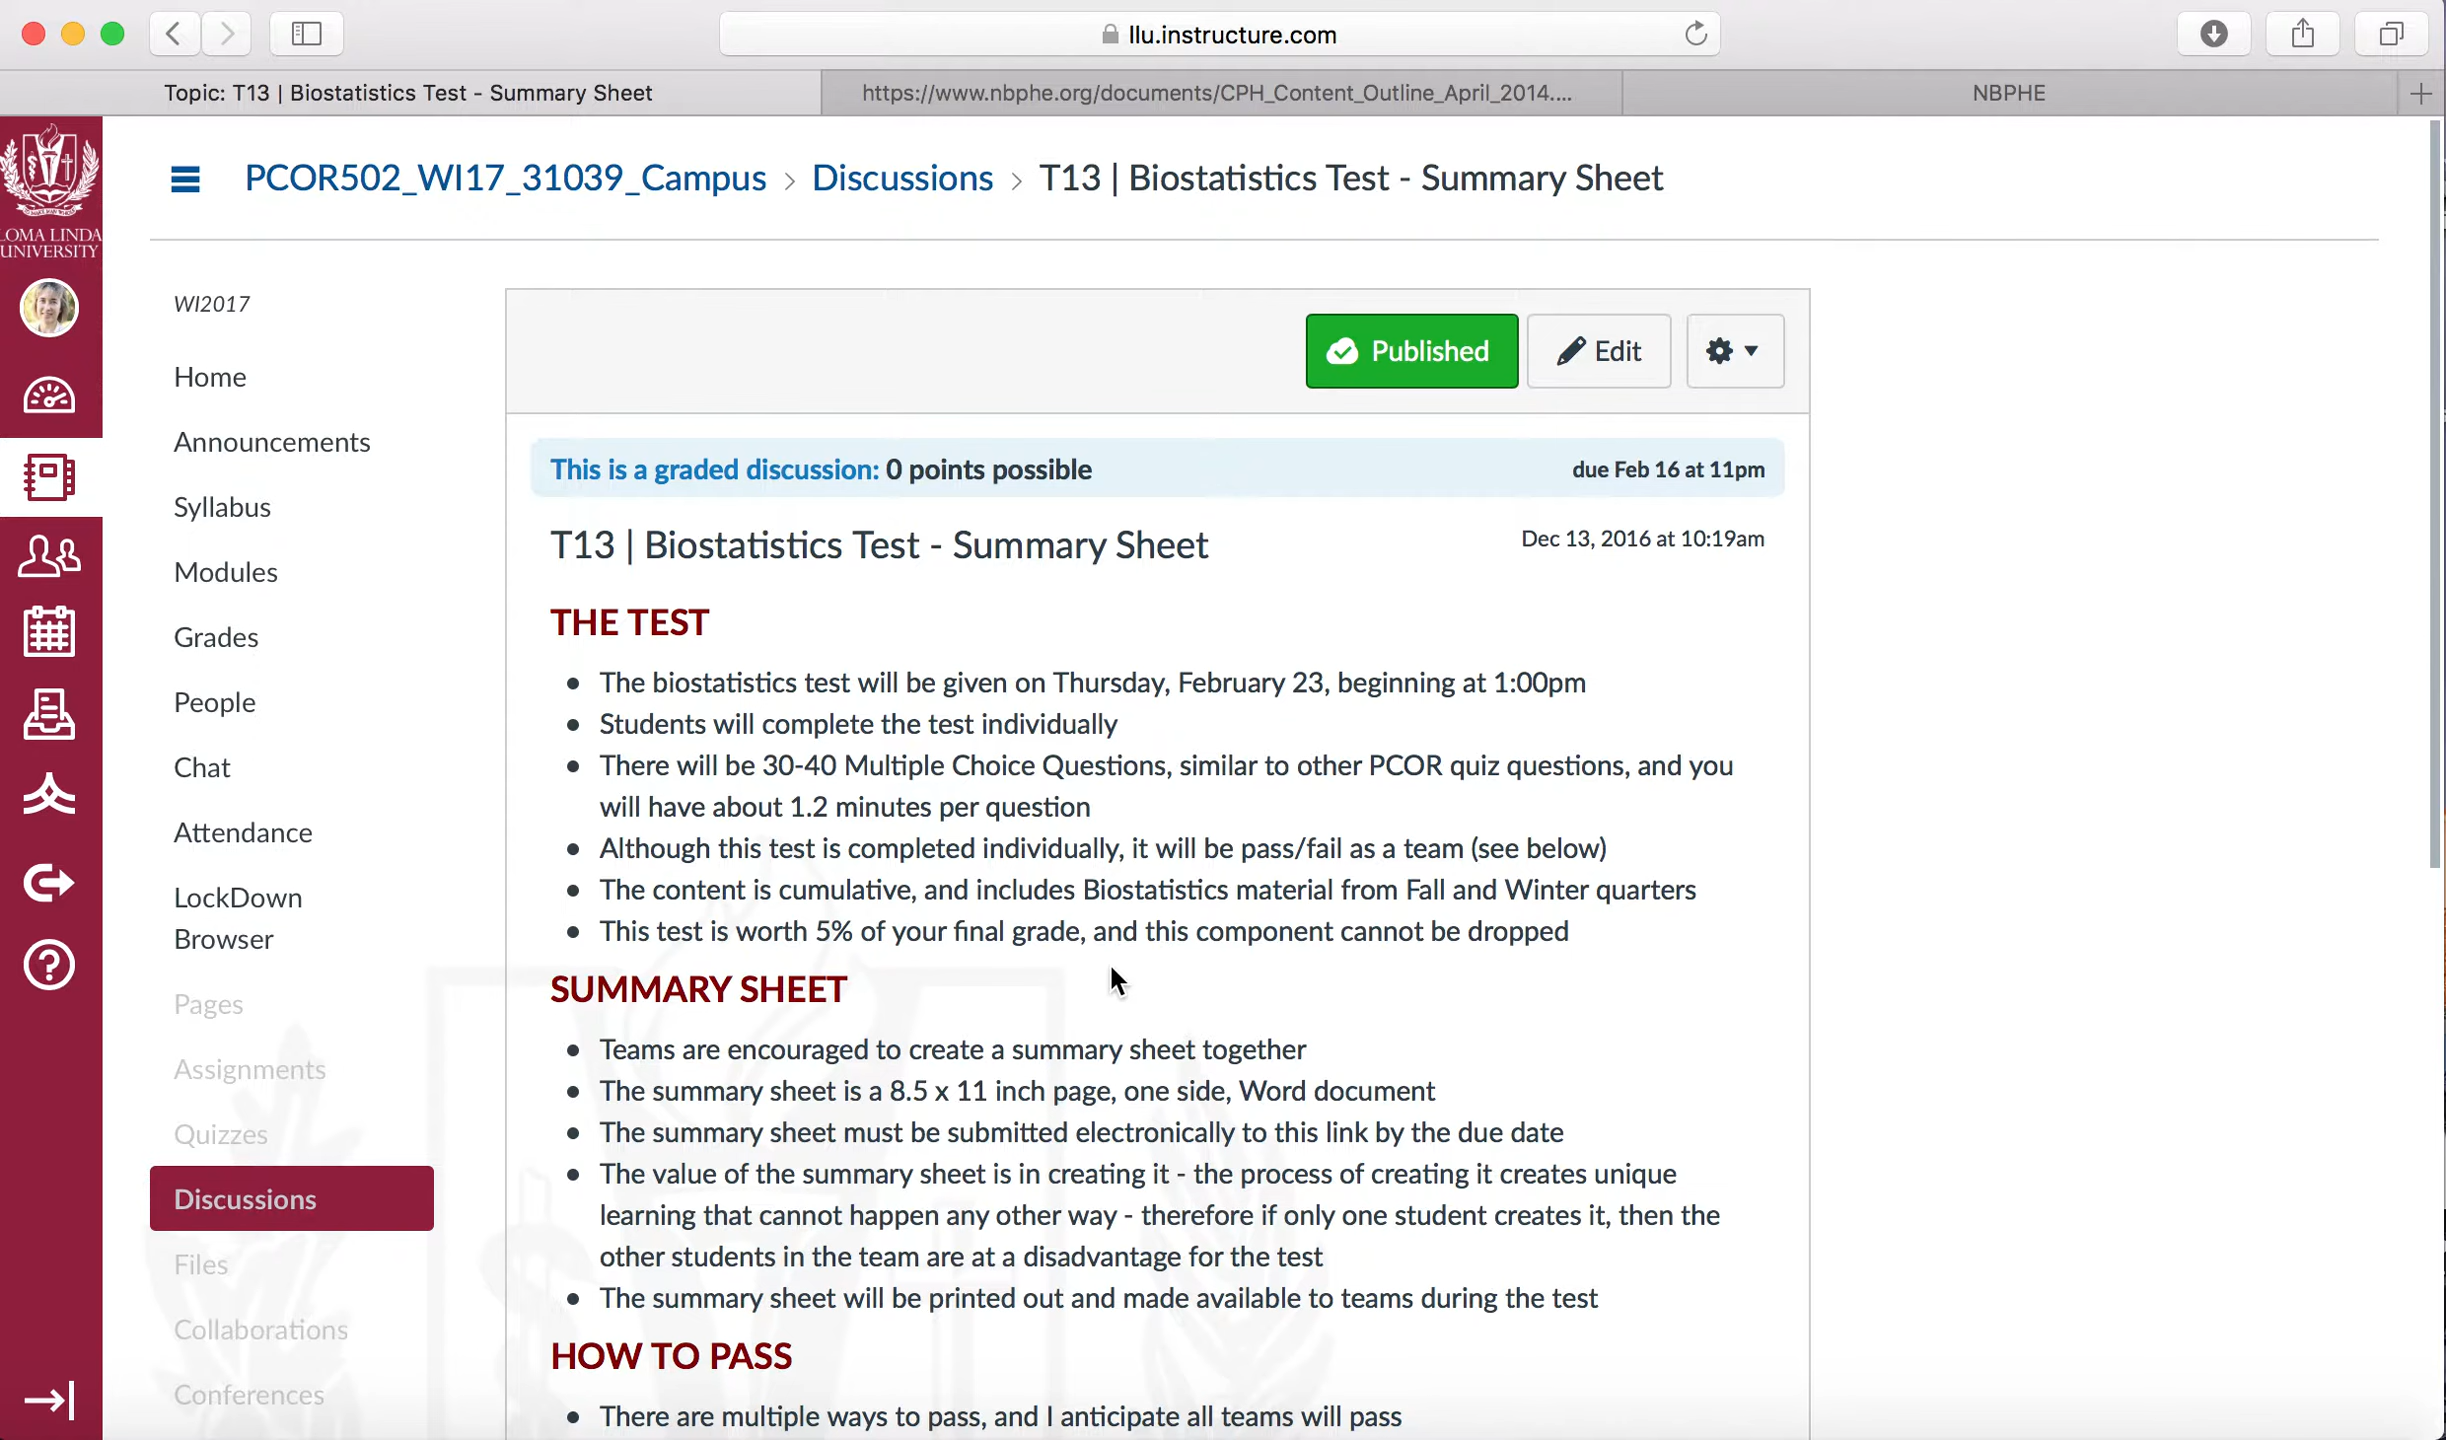 llu.instructure.com
Topic: T13 | Biostatistics Test - Summary Sheet
https://www.nbphe.org/documents/CPH_Content_Outline_April_2014....
NBPHE
LOMA LINDA
UNIVERSITY
PCOR502_WI17_31039_Campus > Discussions > T13 | Biostatistics Test - Summary Sheet
WI2017
Home
Announcements
Syllabus
Modules
Grades
People
Chat
Attendance
LockDown
Browser
Pages
Assignments
Quizzes
Discussions
Files
Collaborations
Conferences
Published
Edit
This is a graded discussion: 0 points possible
due Feb 16 at 11pm
T13 | Biostatistics Test - Summary Sheet
Dec 13, 2016 at 10:19am
THE TEST
• The biostatistics test will be given on Thursday, February 23, beginning at 1:00pm
• Students will complete the test individually
• There will be 30-40 Multiple Choice Questions, similar to other PCOR quiz questions, and you
will have about 1.2 minutes per question
• Although this test is completed individually, it will be pass/fail as a team (see below)
• The content is cumulative, and includes Biostatistics material from Fall and Winter quarters
• This test is worth 5% of your final grade, and this component cannot be dropped
SUMMARY SHEET
• Teams are encouraged to create a summary sheet together
• The summary sheet is a 8.5 x 11 inch page, one side, Word document
• The summary sheet must be submitted electronically to this link by the due date
• The value of the summary sheet is in creating it - the process of creating it creates unique
learning that cannot happen any other way - therefore if only one student creates it, then the
other students in the team are at a disadvantage for the test
• The summary sheet will be printed out and made available to teams during the test
HOW TO PASS
• There are multiple ways to pass, and I anticipate all teams will pass